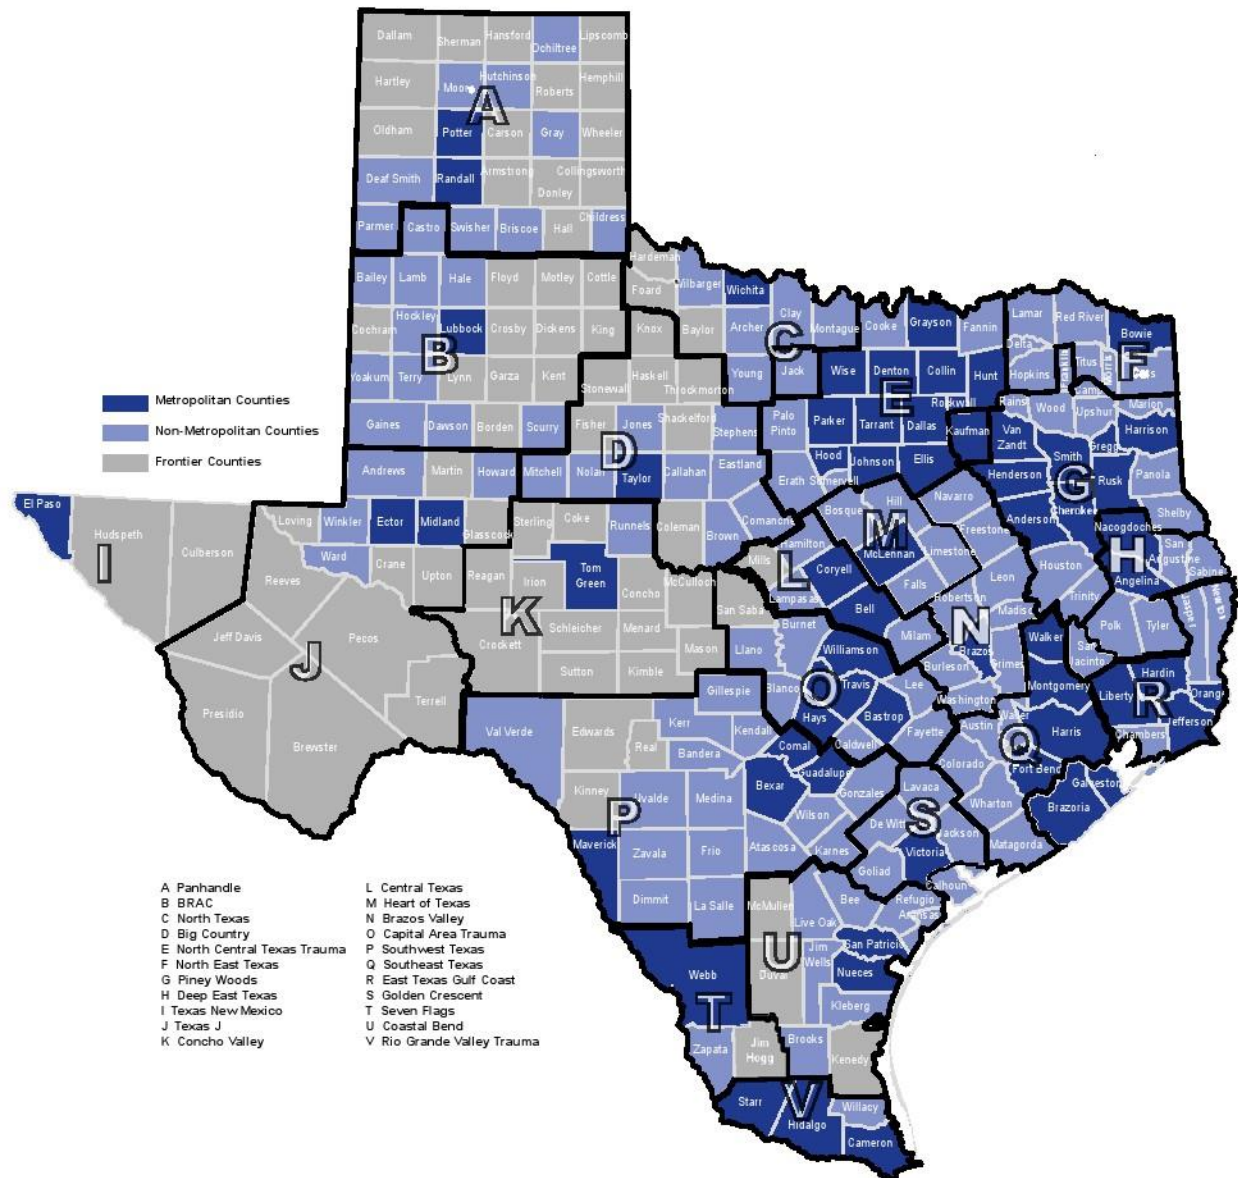 Dallam Sherman Hansford Ochiltree Lipscomb
Hartley Moore Hutchinson Roberts Hemphill
A
Oldham Potter Carson Gray Wheeler
Deaf Smith Randall Armstrong Donley Collingsworth
Parmer Castro Swisher Briscoe Hall Childress
Hardeman
Bailey Lamb Hale Floyd Motley Cottle Foard Wilbarger Wichita
Cochram Hockley Lubbock Crosby Dickens King Knox Baylor Archer Clay Montague Cooke Grayson Fannin Lamar Red River Bowie
B C F
Yoakum Terry Lynn Garza Kent Stonewall Haskell Throckmorton Young Jack Wise Denton Collin Hunt Delta Hopkins Franklin Titus Morris Cass
E
Metropolitan Counties
Non-Metropolitan Counties
Frontier Counties
Gaines Dawson Borden Scurry Fisher Jones Shackelford Stephens Palo Pinto Parker Tarrant Dallas Rockwall Kaufman Rains Van Zandt Wood Camp Upshur Marion Harrison
D
Andrews Martin Howard Mitchell Nolan Taylor Callahan Eastland Erath Hood Somervell Johnson Ellis Henderson Smith Gregg Rusk Panola
G
El Paso Hudspeth Culberson Loving Winkler Ector Midland Glasscock Sterling Coke Runnels Coleman Brown Comanche Bosque Hill Navarro Freestone Anderson Cherokee Nacogdoches Shelby
I M H
Ward Crane Upton Reagan Irion Tom Green Concho McCulloch Mills Hamilton Coryell McLennan Limestone Falls Leon Houston Angelina San Augustine Sabine
L
Reeves Jeff Davis Pecos Crockett Schleicher Menard Mason San Saba Lampasas Bell Robertson Madis Trinity Polk Tyler Jasper Newton
J K N
Presidio Brewster Terrell Sutton Kimble Llano Burnet Williamson Milam Brazos Grimes Walker San Jacinto Hardin
O R
Val Verde Edwards Real Kerr Gillespie Blanco Travis Hays Bastrop Lee Burleson Washington Montgomery Liberty Orange Jefferson
Kinney Uvalde Bandera Kendall Comal Caldwell Fayette Austin Waller Harris Chambers
P Q
Maverick Zavala Medina Bexar Guadalupe Gonzales Lavaca Colorado Fort Bend Galveston Brazoria
S
Dimmit Frio Atascosa Wilson Karnes De Witt Jackson Wharton Matagorda
La Salle McMullen Live Oak Bee Goliad Victoria Calhoun Refugio Aransas
U
Webb Duval Jim Wells San Patricio Nueces Kleberg
T
Zapata Jim Hogg Brooks Kenedy
V
Starr Hidalgo Willacy Cameron
A Panhandle
B BRAC
C North Texas
D Big Country
E North Central Texas Trauma
F North East Texas
G Piney Woods
H Deep East Texas
I Texas New Mexico
J Texas J
K Concho Valley
L Central Texas
M Heart of Texas
N Brazos Valley
O Capital Area Trauma
P Southwest Texas
Q Southeast Texas
R East Texas Gulf Coast
S Golden Crescent
T Seven Flags
U Coastal Bend
V Rio Grande Valley Trauma